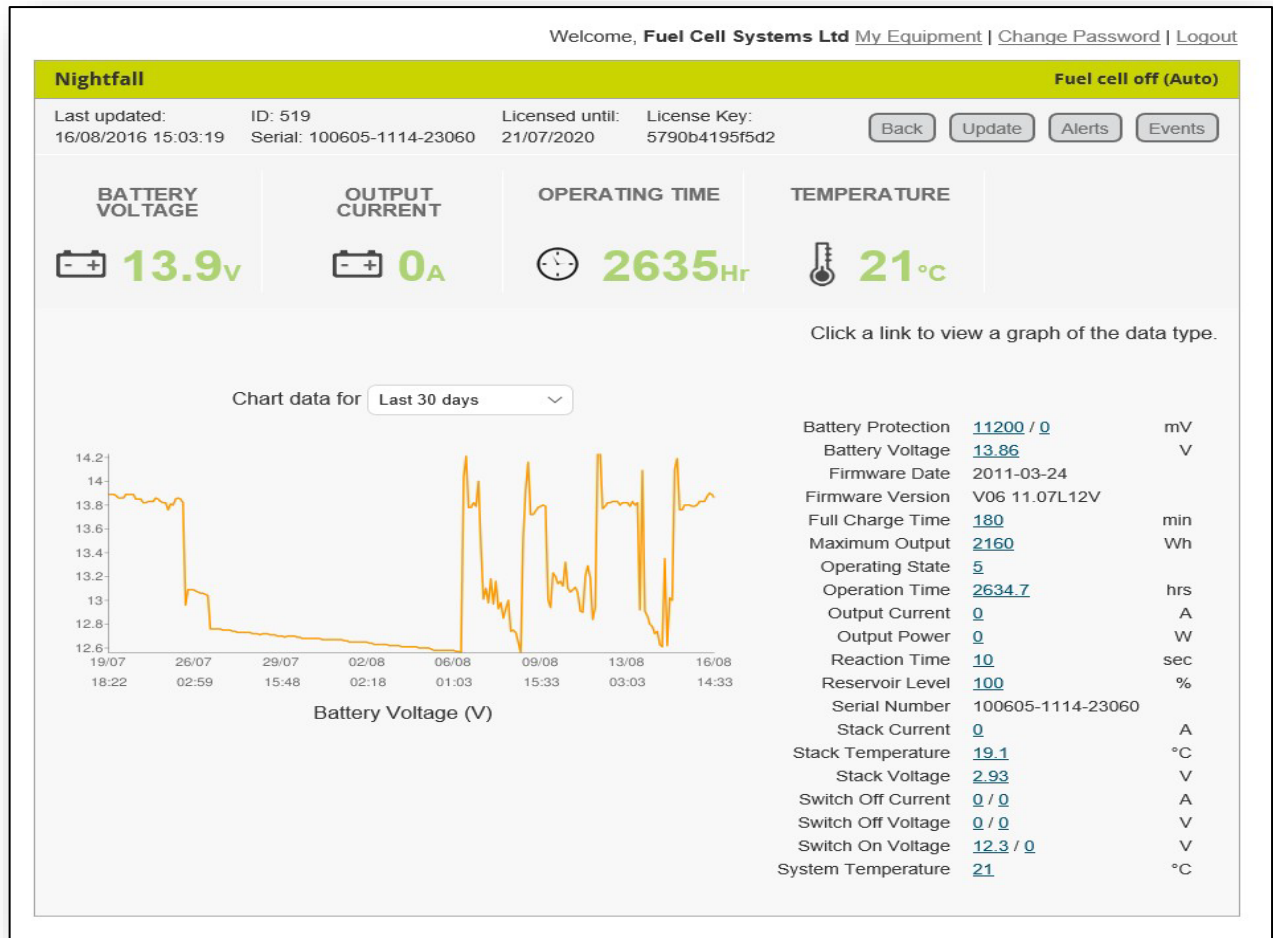 Welcome, Fuel Cell Systems Ltd My Equipment | Change Password | Logout
Nightfall Fuel cell off (Auto)
Last updated: ID: 519 Licensed until: License Key:
16/08/2016 15:03:19 Serial: 100605-1114-23060 21/07/2020 5790b4195f5d2
Back Update Alerts Events
BATTERY VOLTAGE
OUTPUT CURRENT
OPERATING TIME
TEMPERATURE
13.9V
0A
2635Hr
21°C
Click a link to view a graph of the data type.
Chart data for Last 30 days
14.2
14
13.8
13.6
13.4
13.2
13
12.8
12.6
19/07 26/07 29/07 02/08 06/08 09/08 13/08 16/08
18:22 02:59 15:48 02:18 01:03 15:33 03:03 14:33
Battery Voltage (V)
Battery Protection 11200 / 0 mV
Battery Voltage 13.86 V
Firmware Date 2011-03-24
Firmware Version V06 11.07L12V
Full Charge Time 180 min
Maximum Output 2160 Wh
Operating State 5
Operation Time 2634.7 hrs
Output Current 0 A
Output Power 0 W
Reaction Time 10 sec
Reservoir Level 100 %
Serial Number 100605-1114-23060
Stack Current 0 A
Stack Temperature 19.1 °C
Stack Voltage 2.93 V
Switch Off Current 0 / 0 A
Switch Off Voltage 0 / 0 V
Switch On Voltage 12.3 / 0 V
System Temperature 21 °C